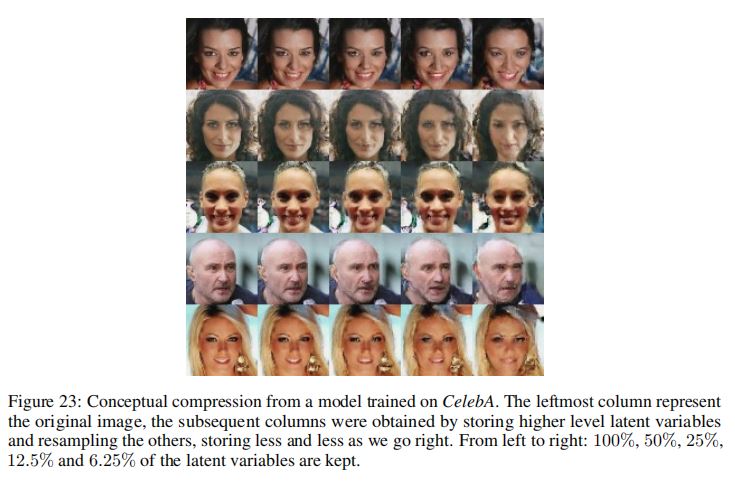 Figure 23: Conceptual compression from a model trained on CelebA. The leftmost column represent
the original image, the subsequent columns were obtained by storing higher level latent variables
and resampling the others, storing less and less as we go right. From left to right: 100%, 50%, 25%,
12.5% and 6.25% of the latent variables are kept.